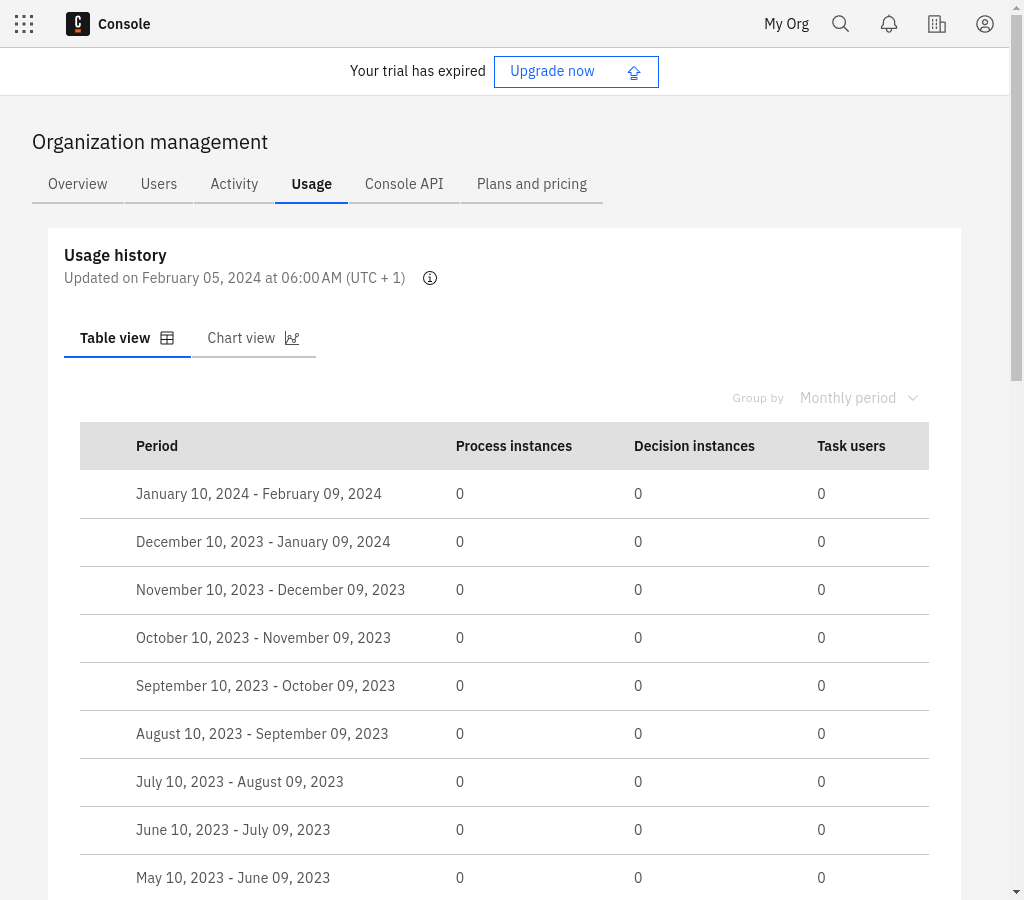 C Console
My Org
Your trial has expired
Upgrade now
Organization management
Overview Users Activity Usage Console API Plans and pricing
Usage history
Updated on February 05, 2024 at 06:00 AM (UTC + 1)
Table view Chart view
Group by Monthly period
Period Process instances Decision instances Task users
January 10, 2024 - February 09, 2024 0 0 0
December 10, 2023 - January 09, 2024 0 0 0
November 10, 2023 - December 09, 2023 0 0 0
October 10, 2023 - November 09, 2023 0 0 0
September 10, 2023 - October 09, 2023 0 0 0
August 10, 2023 - September 09, 2023 0 0 0
July 10, 2023 - August 09, 2023 0 0 0
June 10, 2023 - July 09, 2023 0 0 0
May 10, 2023 - June 09, 2023 0 0 0